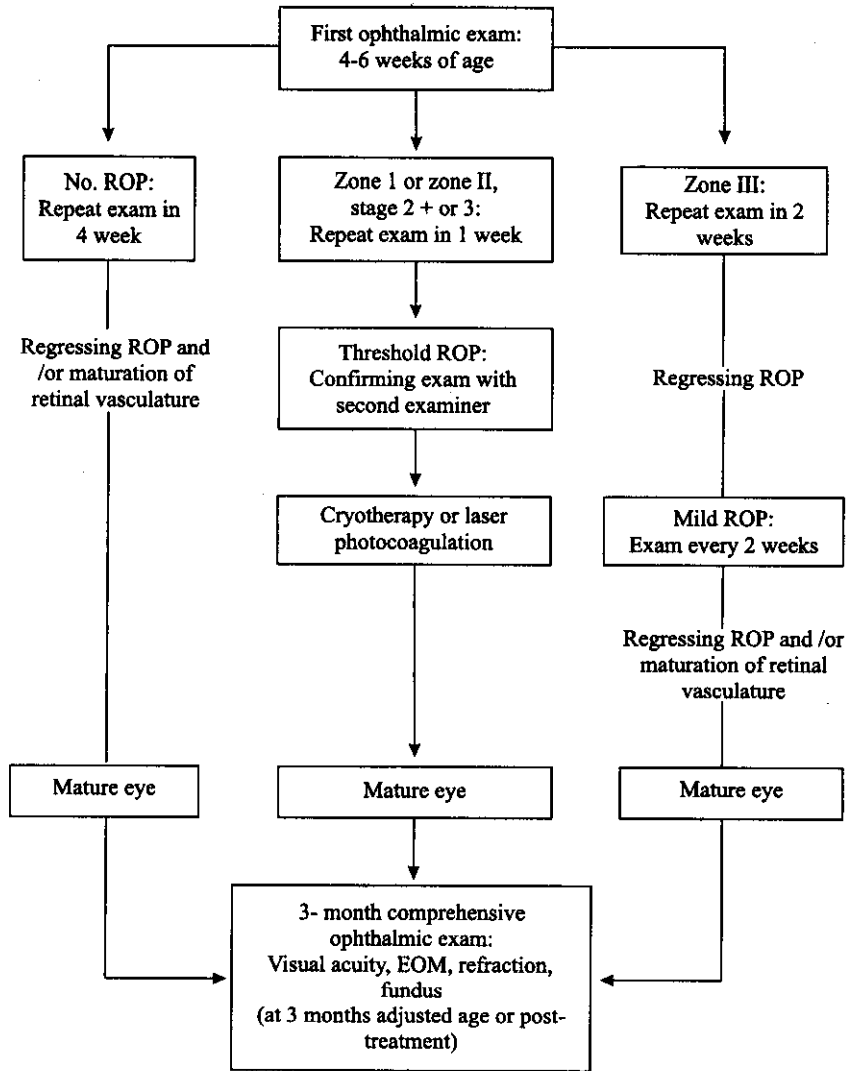 First ophthalmic exam:
4-6 weeks of age
No. ROP:
Repeat exam in
4 week
Zone 1 or zone II,
stage 2 + or 3:
Repeat exam in 1 week
Zone III:
Repeat exam in 2
weeks
Regressing ROP and
/or maturation of
retinal vasculature
Threshold ROP:
Confirming exam with
second examiner
Regressing ROP
Cryotherapy or laser
photocoagulation
Mild ROP:
Exam every 2 weeks
Regressing ROP and /or
maturation of retinal
vasculature
Mature eye
Mature eye
Mature eye
3- month comprehensive
ophthalmic exam:
Visual acuity, EOM, refraction,
fundus
(at 3 months adjusted age or post-
treatment)